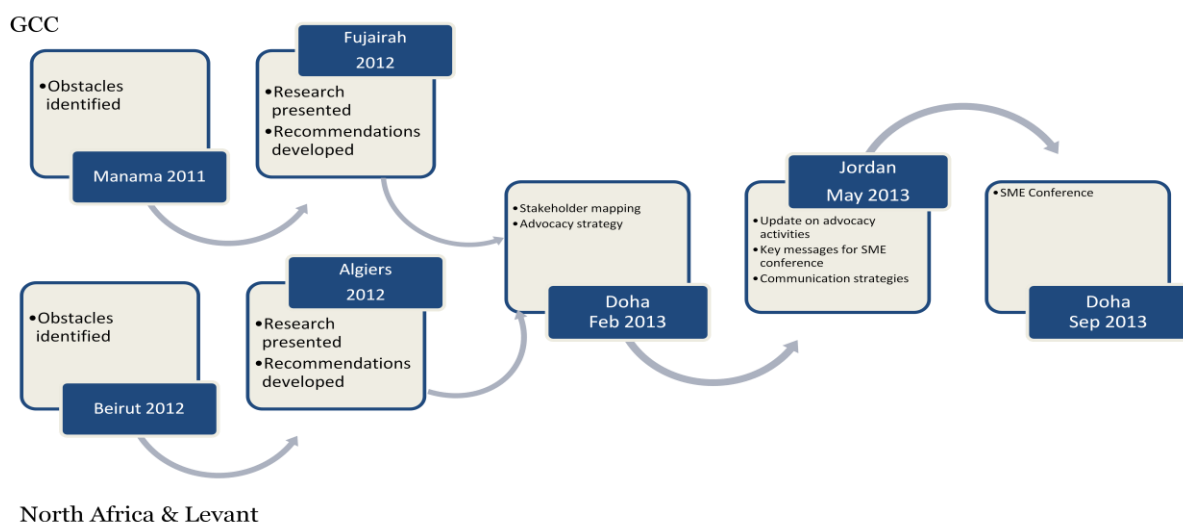 GCC
•Obstacles
identified
Manama 2011
Fujairah
2012
•Research
presented
•Recommendations
developed
•Obstacles
identified
Beirut 2012
Algiers
2012
•Research
presented
•Recommendations
developed
•Stakeholder mapping
•Advocacy strategy
Doha
Feb 2013
Jordan
May 2013
•Update on advocacy
activities
•Key messages for SME
conference
•Communication strategies
•SME Conference
Doha
Sep 2013
North Africa & Levant